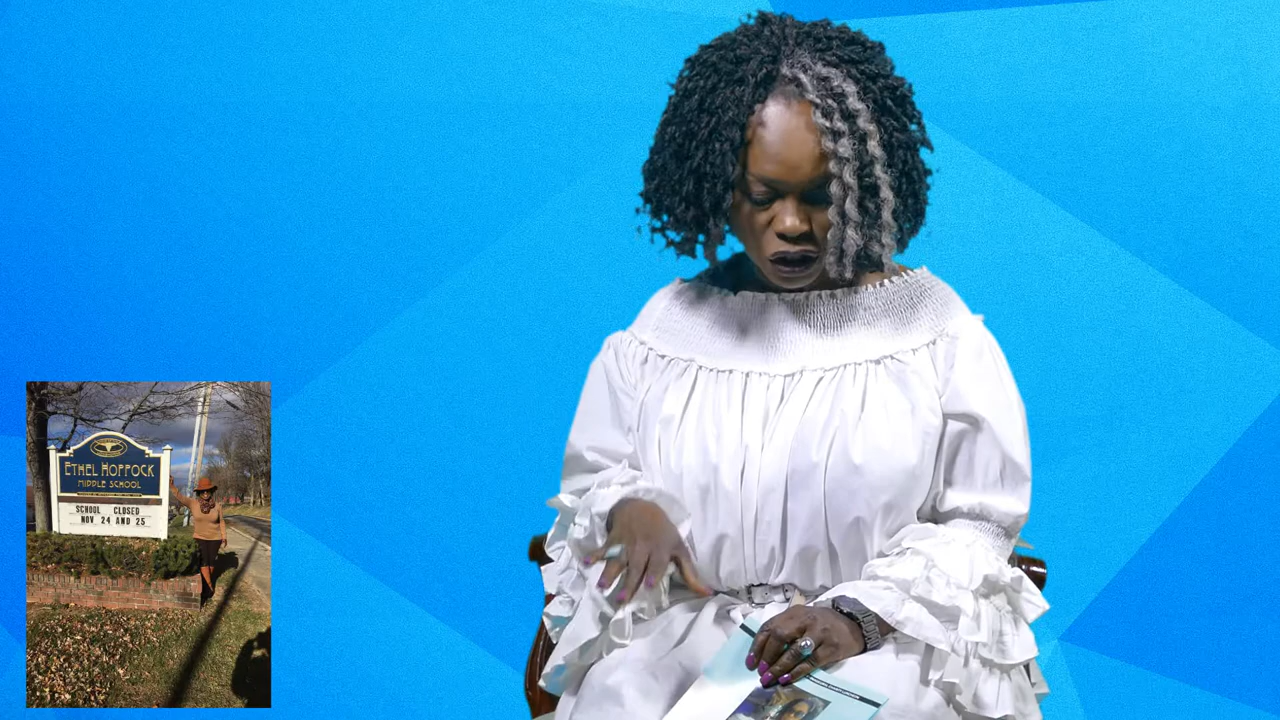 ETHEL HOPPOCK
MIDDLE SCHOOL
SCHOOL CLOSED
NOV 24 AND 25